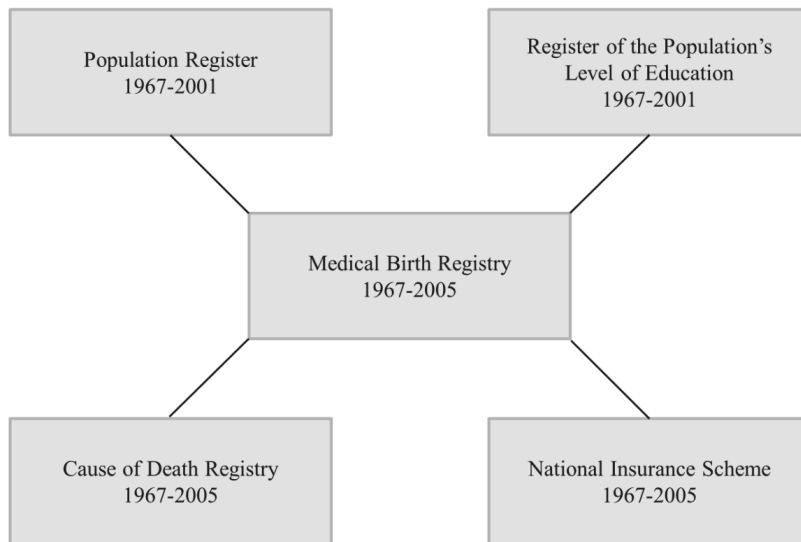 Population Register
1967-2001
Register of the Population’s
Level of Education
1967-2001
Medical Birth Registry
1967-2005
Cause of Death Registry
1967-2005
National Insurance Scheme
1967-2005